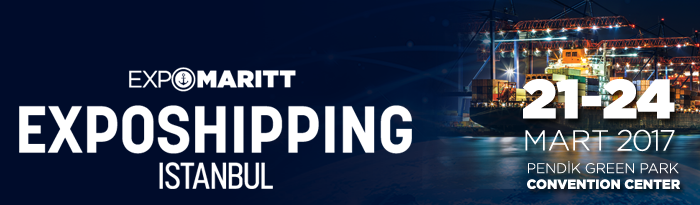 EXPOMARITT
EXPOSHIPPING
ISTANBUL
21-24
MART 2017
PENDİK GREEN PARK
CONVENTION CENTER